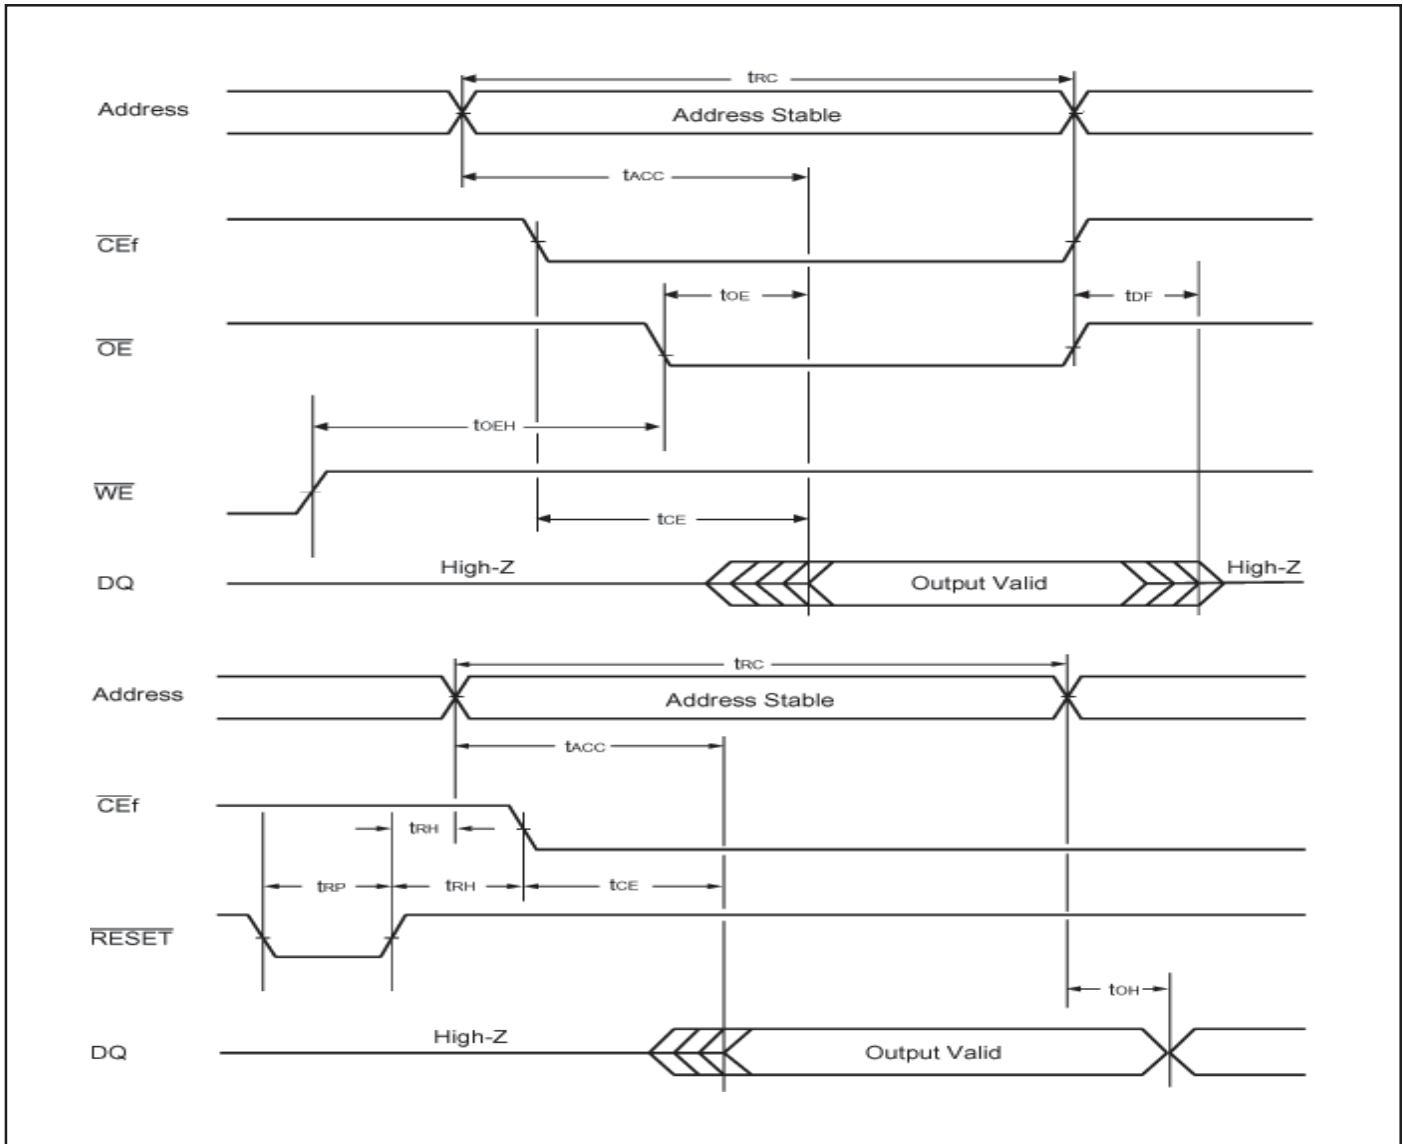 tRC
Address
Address Stable
tACC
CEf
tOE
tDF
OE
tOEH
WE
tCE
High-Z
High-Z
DQ
Output Valid
tRC
Address
Address Stable
tACC
CEf
tRH
tRP
tRH
tCE
RESET
tOH
High-Z
DQ
Output Valid